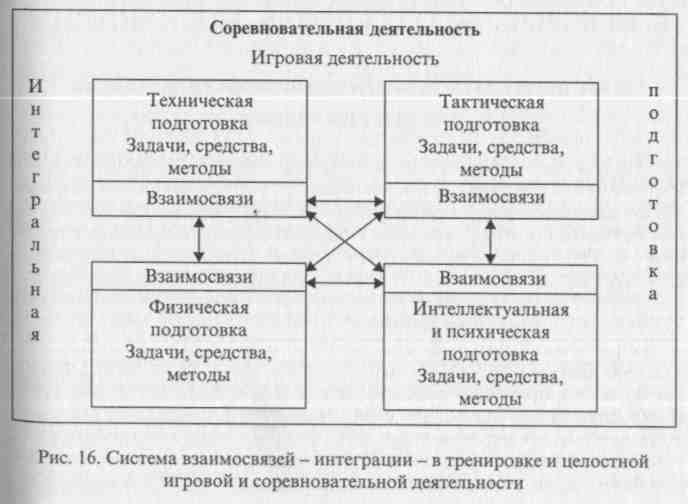 Соревновательная деятельность
Игровая деятельность
Интегральная
подготовка
Техническая
подготовка
Задачи, средства,
методы
Взаимосвязи
Тактическая
подготовка
Задачи, средства,
методы
Взаимосвязи
Взаимосвязи
Физическая
подготовка
Задачи, средства,
методы
Взаимосвязи
Интеллектуальная
и психическая
подготовка
Задачи, средства,
методы
Рис. 16. Система взаимосвязей – интеграции – в тренировке и целостной
игровой и соревновательной деятельности